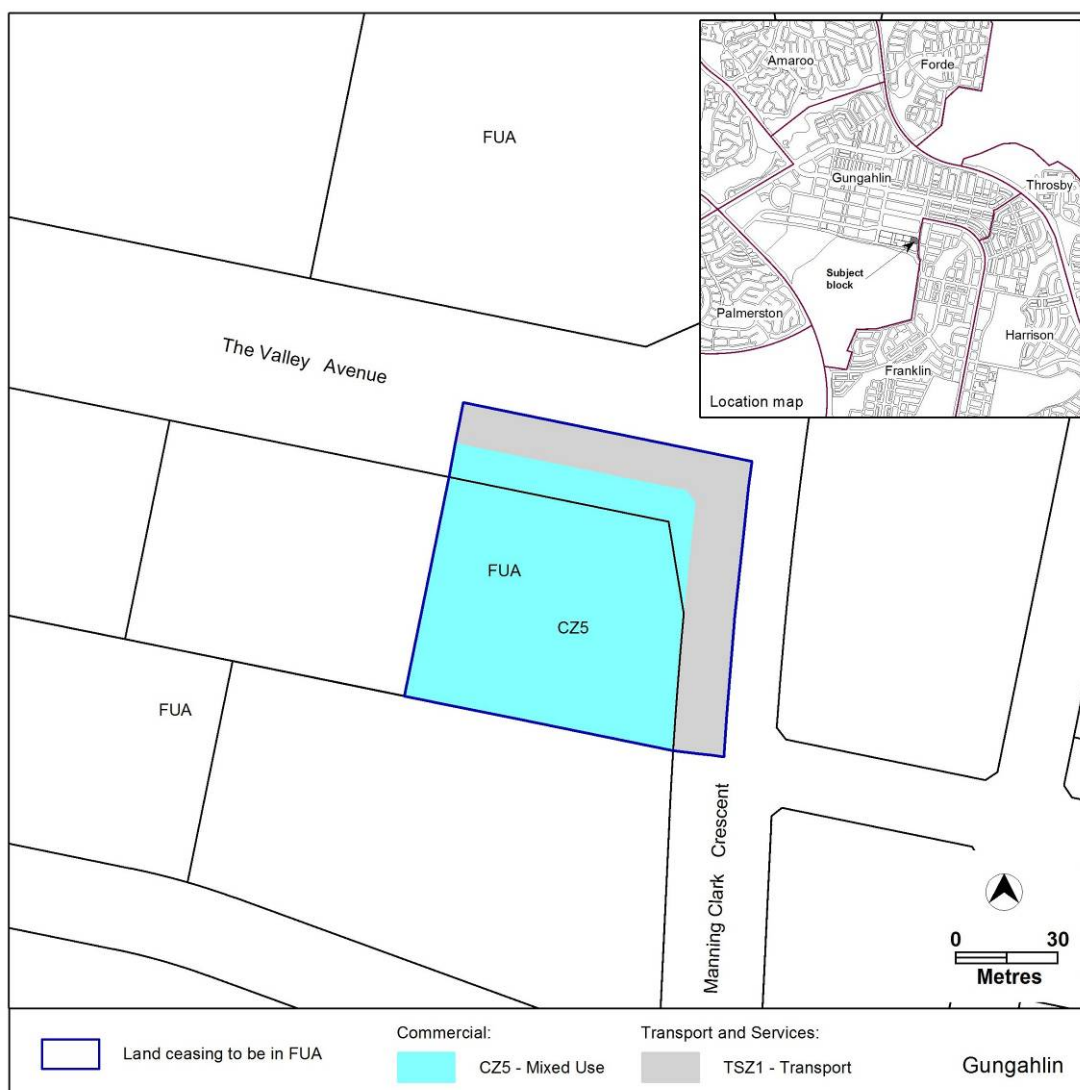 FUA
The Valley Avenue
FUA
CZ5
FUA
Manning Clark Crescent
Amaroo
Forde
Gungahlin
Throsby
Subject
block
Palmerston
Harrison
Franklin
Location map
0 30
Metres
Land ceasing to be in FUA
Commercial:
CZ5 - Mixed Use
Transport and Services:
TSZ1 - Transport
Gungahlin